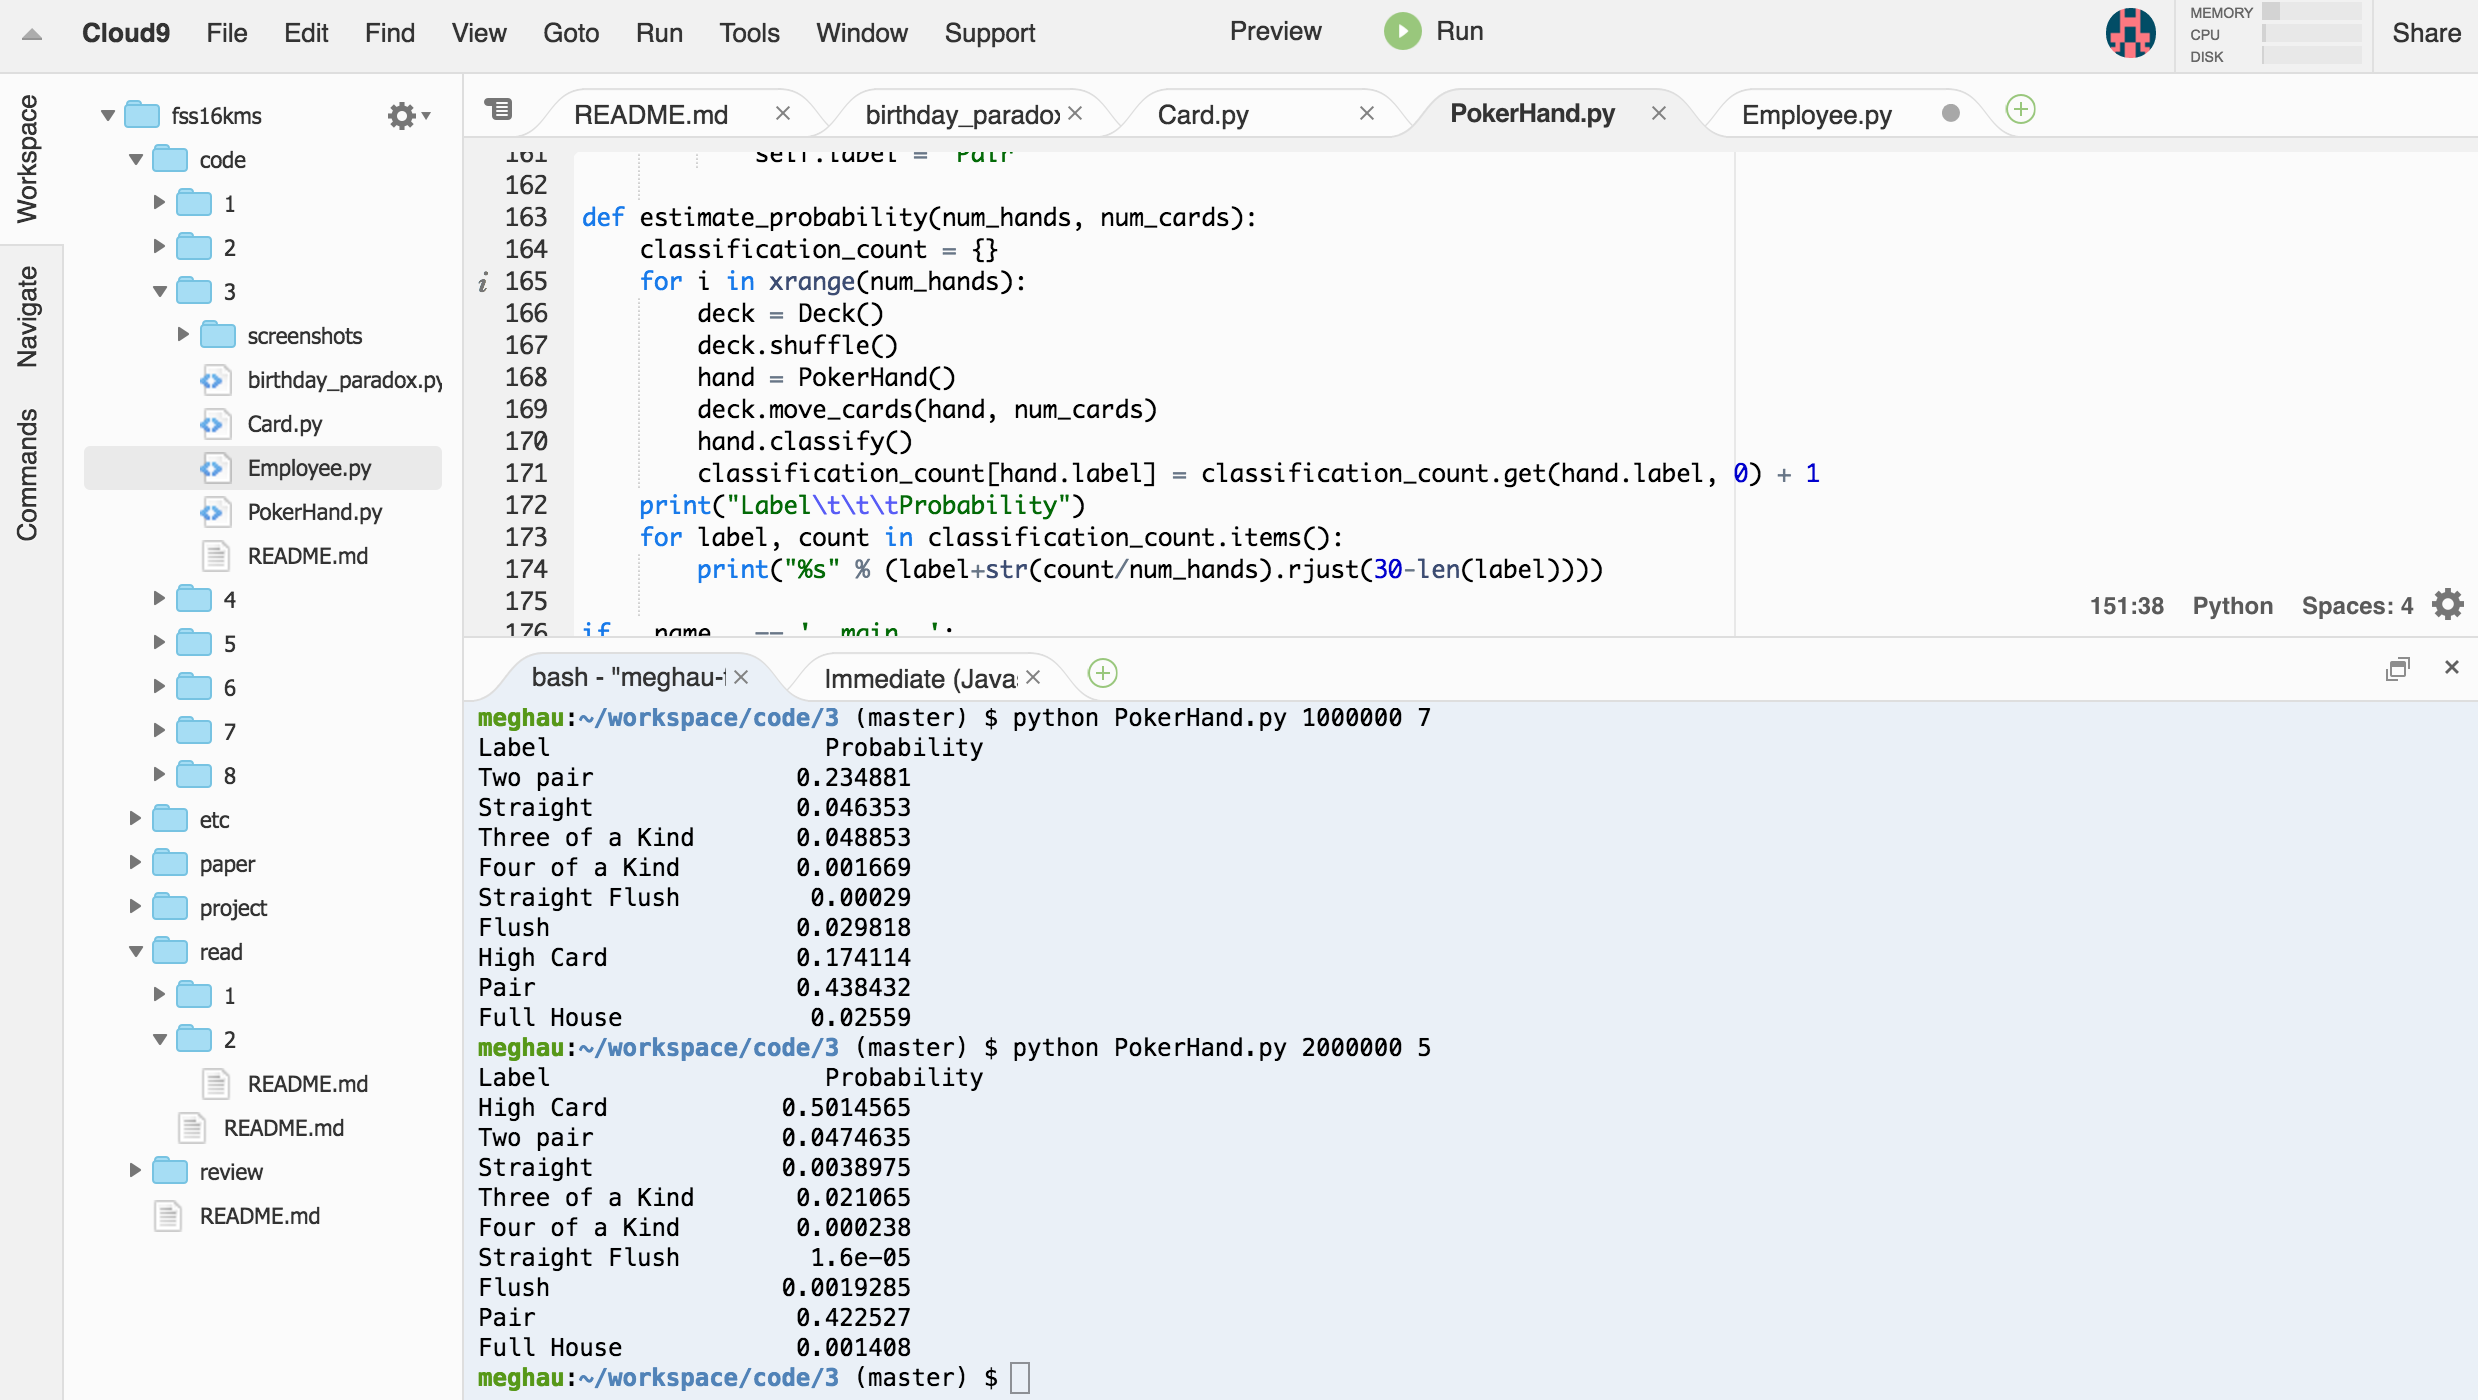 Cloud9 File Edit Find View Goto Run Tools Window Support Preview Run MEMORY CPU DISK Share
Workspace
Navigate
Commands
fss16kms
code
1
2
3
screenshots
birthday_paradox.py
Card.py
Employee.py
PokerHand.py
README.md
4
5
6
7
8
etc
paper
project
read
1
2
README.md
README.md
review
README.md
README.md birthday_paradox Card.py PokerHand.py Employee.py
161 self.label = 'Pair'
162
163 def estimate_probability(num_hands, num_cards):
164 classification_count = {}
165 for i in xrange(num_hands):
166 deck = Deck()
167 deck.shuffle()
168 hand = PokerHand()
169 deck.move_cards(hand, num_cards)
170 hand.classify()
171 classification_count[hand.label] = classification_count.get(hand.label, 0) + 1
172 print("Label\t\t\tProbability")
173 for label, count in classification_count.items():
174 print("%s" % (label+str(count/num_hands).rjust(30-len(label))))
175
176 if __name__ == '__main__':
151:38 Python Spaces: 4
bash - "meghau- Immediate (Javas
meghau:~/workspace/code/3 (master) $ python PokerHand.py 1000000 7
Label Probability
Two pair 0.234881
Straight 0.046353
Three of a Kind 0.048853
Four of a Kind 0.001669
Straight Flush 0.00029
Flush 0.029818
High Card 0.174114
Pair 0.438432
Full House 0.02559
meghau:~/workspace/code/3 (master) $ python PokerHand.py 2000000 5
Label Probability
High Card 0.5014565
Two pair 0.0474635
Straight 0.0038975
Three of a Kind 0.021065
Four of a Kind 0.000238
Straight Flush 1.6e-05
Flush 0.0019285
Pair 0.422527
Full House 0.001408
meghau:~/workspace/code/3 (master) $